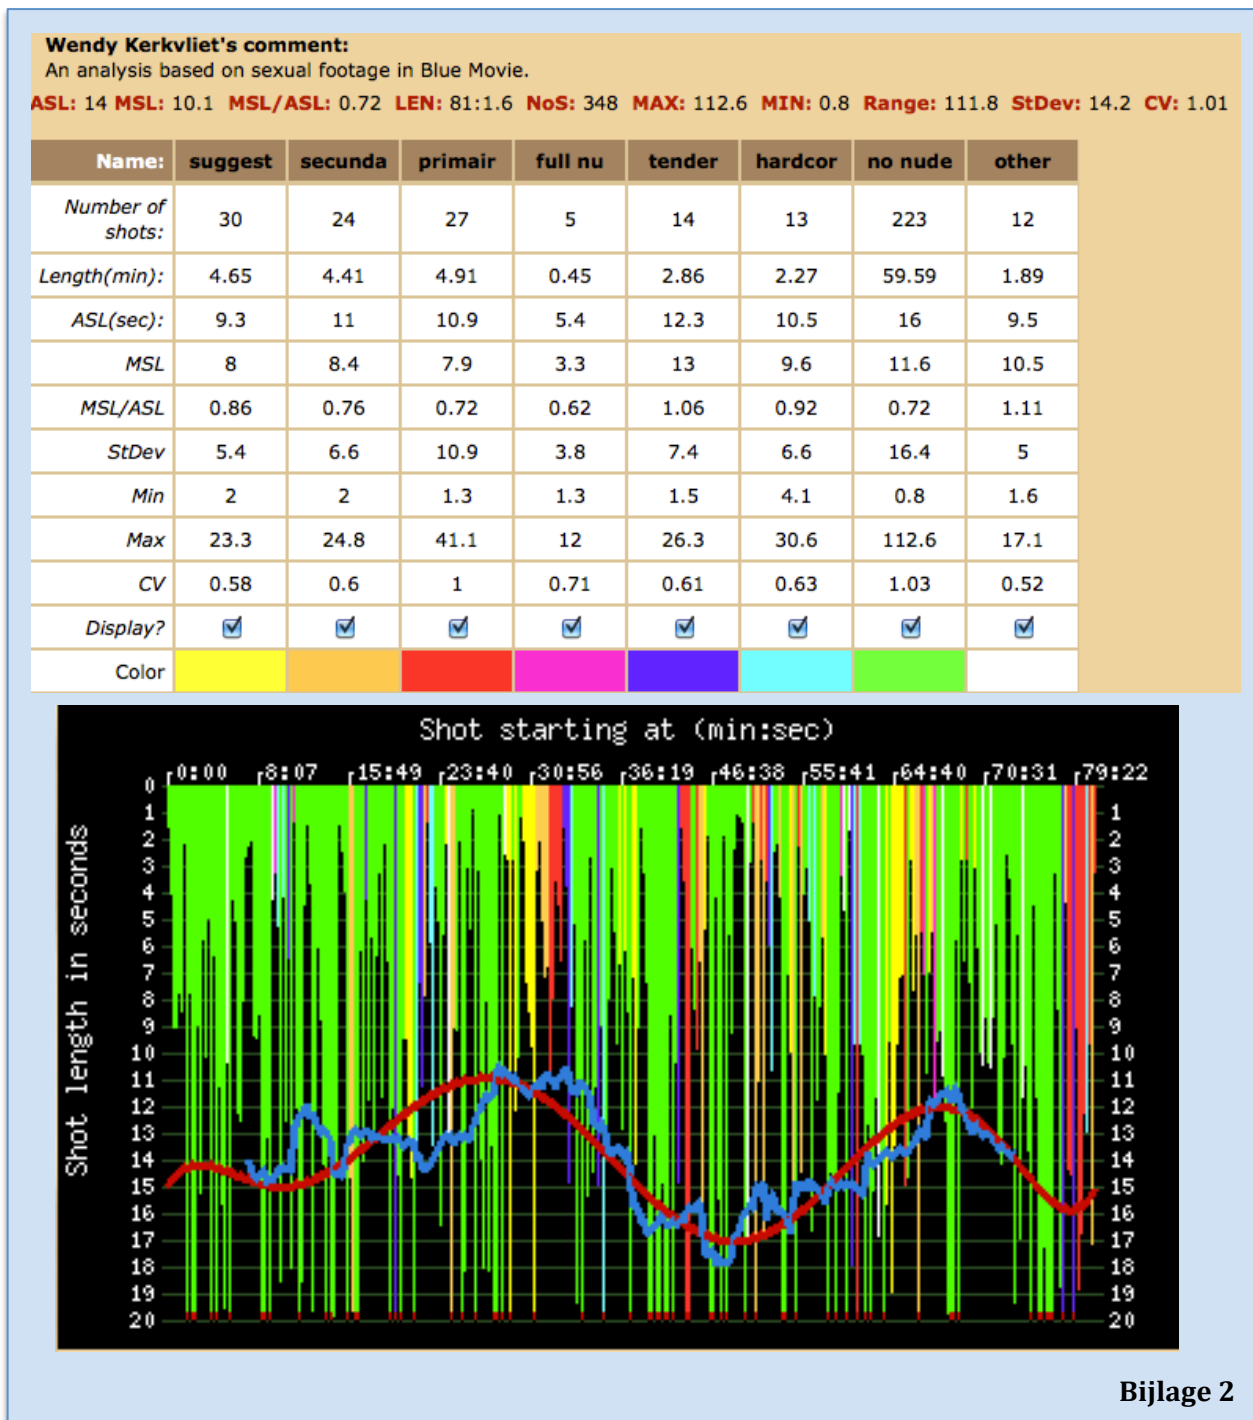 Wendy Kerkvliet's comment:
An analysis based on sexual footage in Blue Movie.
ASL: 14 MSL: 10.1 MSL/ASL: 0.72 LEN: 81:1.6 NoS: 348 MAX: 112.6 MIN: 0.8 Range: 111.8 StDev: 14.2 CV: 1.01
Name: suggest secunda primair full nu tender hardcor no nude other
Number of shots: 30 24 27 5 14 13 223 12
Length(min): 4.65 4.41 4.91 0.45 2.86 2.27 59.59 1.89
ASL(sec): 9.3 11 10.9 5.4 12.3 10.5 16 9.5
MSL 8 8.4 7.9 3.3 13 9.6 11.6 10.5
MSL/ASL 0.86 0.76 0.72 0.62 1.06 0.92 0.72 1.11
StDev 5.4 6.6 10.9 3.8 7.4 6.6 16.4 5
Min 2 2 1.3 1.3 1.5 4.1 0.8 1.6
Max 23.3 24.8 41.1 12 26.3 30.6 112.6 17.1
CV 0.58 0.6 1 0.71 0.61 0.63 1.03 0.52
Display?
Color
Shot starting at (min:sec)
0:00 8:07 15:49 23:40 30:56 36:19 46:38 55:41 64:40 70:31 79:22
Shot length in seconds
0
1 1
2 2
3 3
4 4
5 5
6 6
7 7
8 8
9 9
10 10
11 11
12 12
13 13
14 14
15 15
16 16
17 17
18 18
19 19
20 20
Bijlage 2